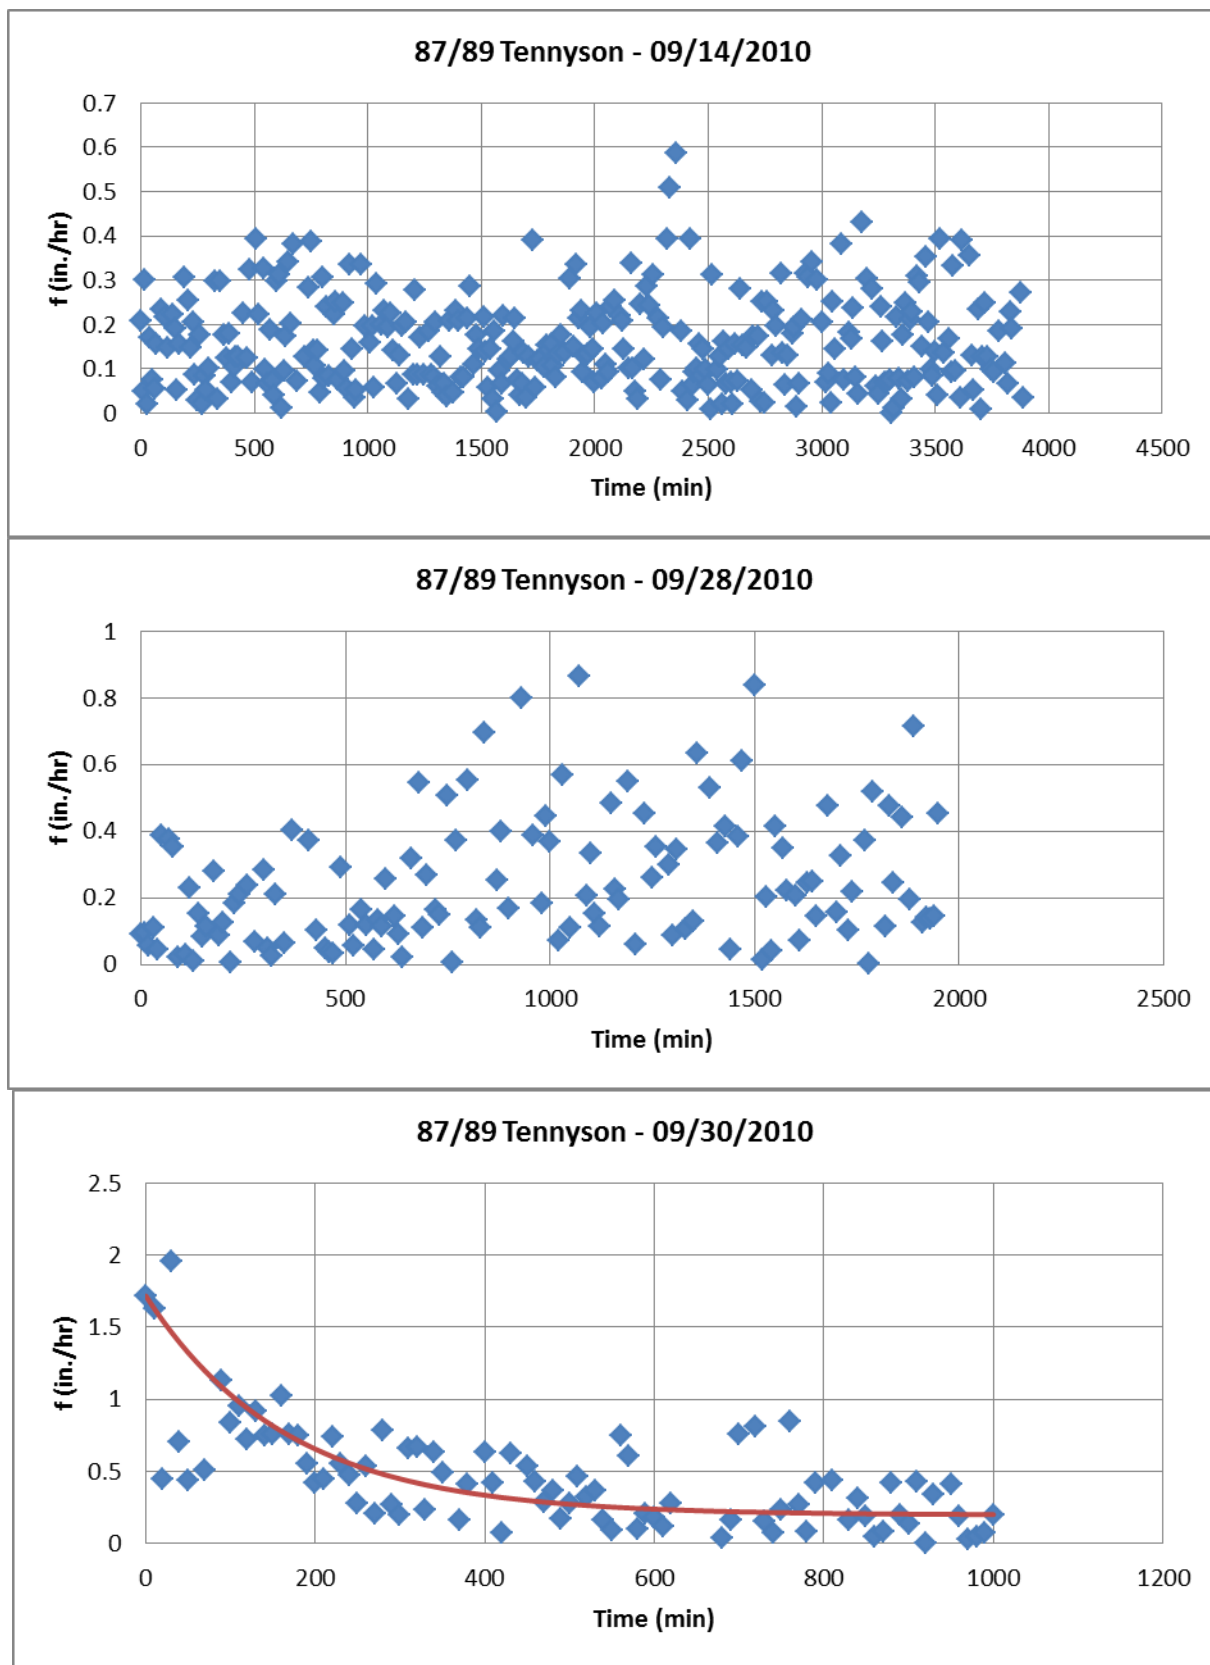 87/89 Tennyson - 09/14/2010
0.7
0.6
0.5
0.4
0.3
0.2
0.1
0
f (in./hr)
0 500 1000 1500 2000 2500 3000 3500 4000 4500
Time (min)
87/89 Tennyson - 09/28/2010
1
0.8
0.6
0.4
0.2
0
f (in./hr)
0 500 1000 1500 2000 2500
Time (min)
87/89 Tennyson - 09/30/2010
2.5
2
1.5
1
0.5
0
f (in./hr)
0 200 400 600 800 1000 1200
Time (min)